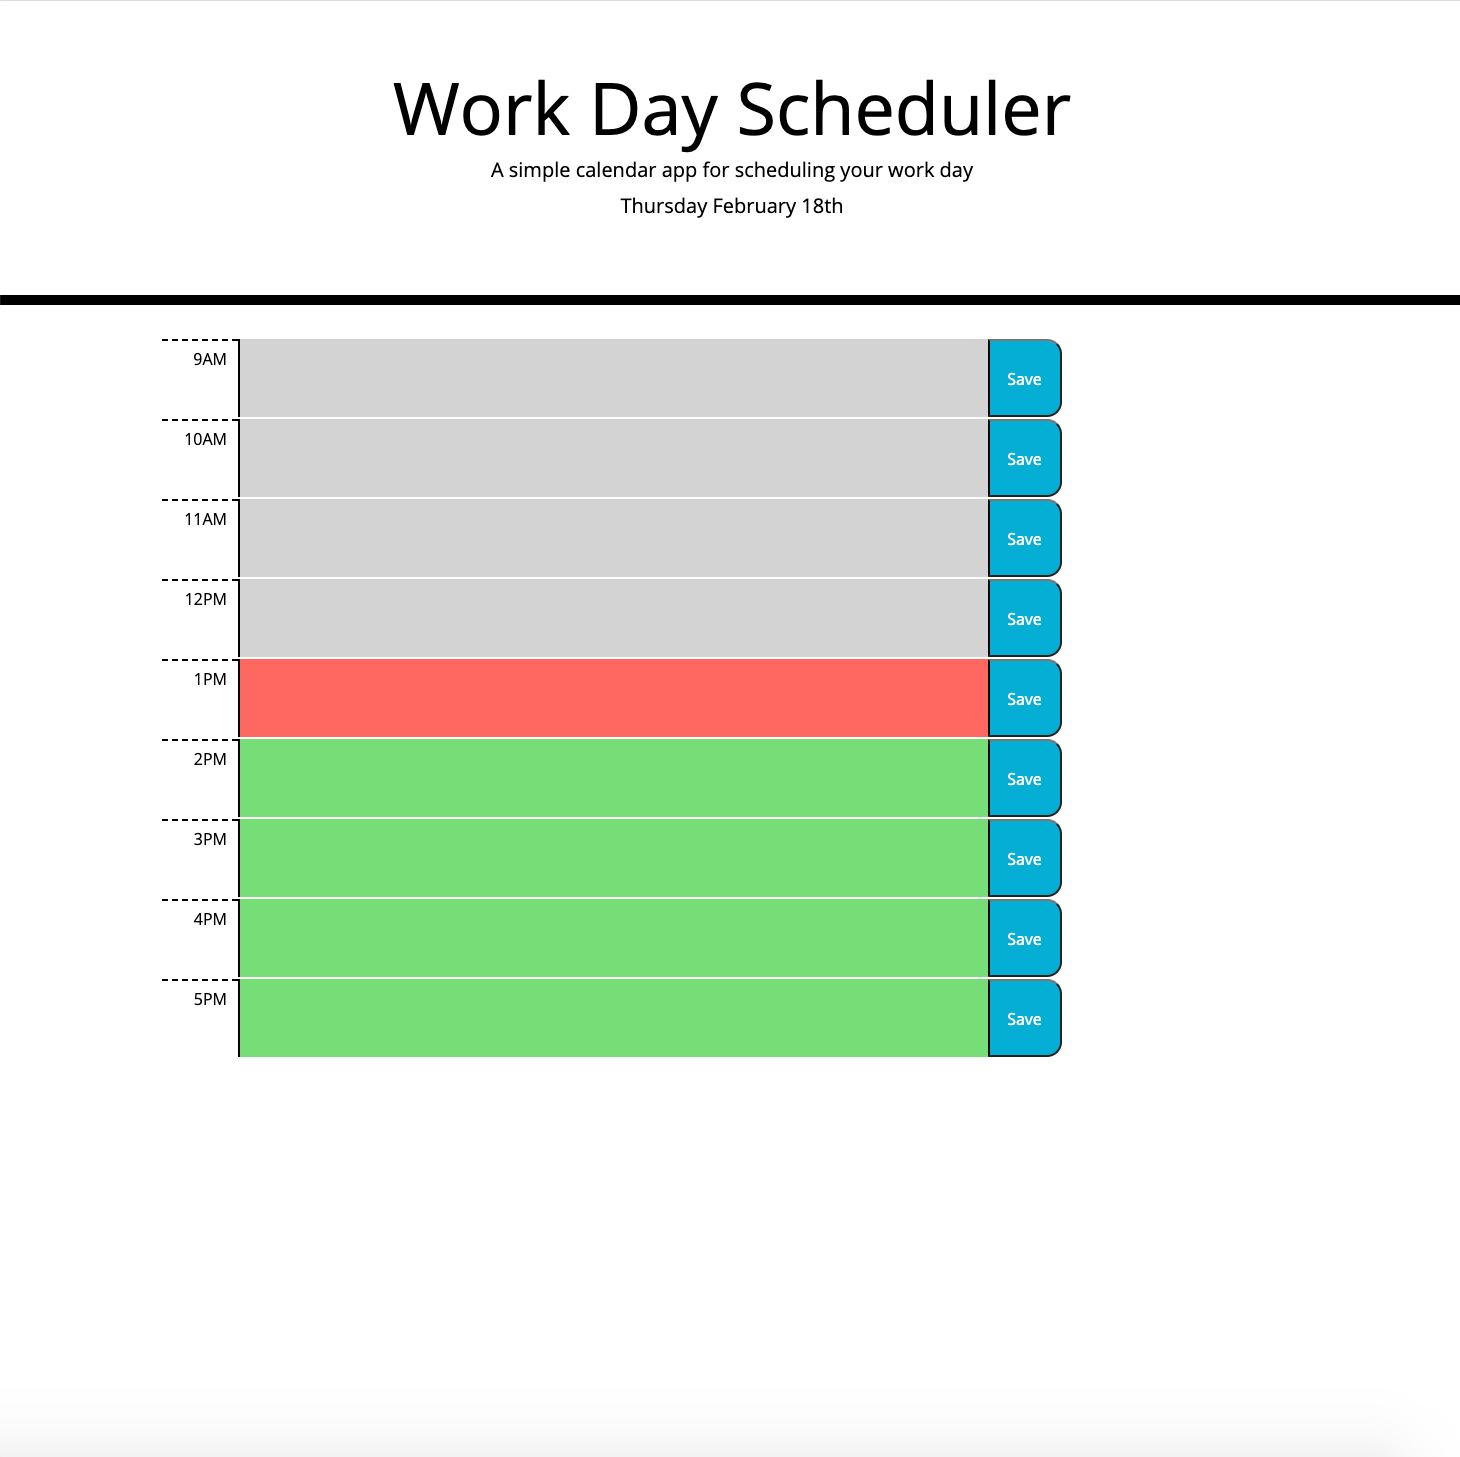 Work Day Scheduler
A simple calendar app for scheduling your work day
Thursday February 18th
9AM Save
10AM Save
11AM Save
12PM Save
1PM Save
2PM Save
3PM Save
4PM Save
5PM Save